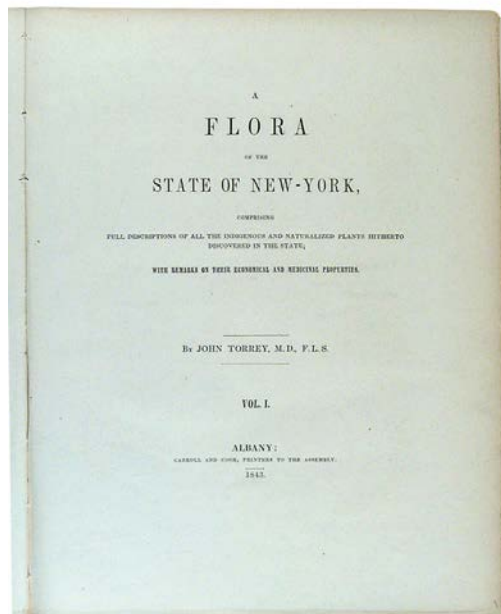 A
FLORA
OF THE
STATE OF NEW-YORK,
COMPRISING
FULL DESCRIPTIONS OF ALL THE INDIGENOUS AND NATURALIZED PLANTS HITHERTO
DISCOVERED IN THE STATE;
WITH REMARKS ON THEIR ECONOMICAL AND MEDICINAL PROPERTIES.
BY JOHN TORREY, M.D., F.L.S.
VOL. I.
ALBANY:
CARROLL AND COOK, PRINTERS TO THE ASSEMBLY.
1843.